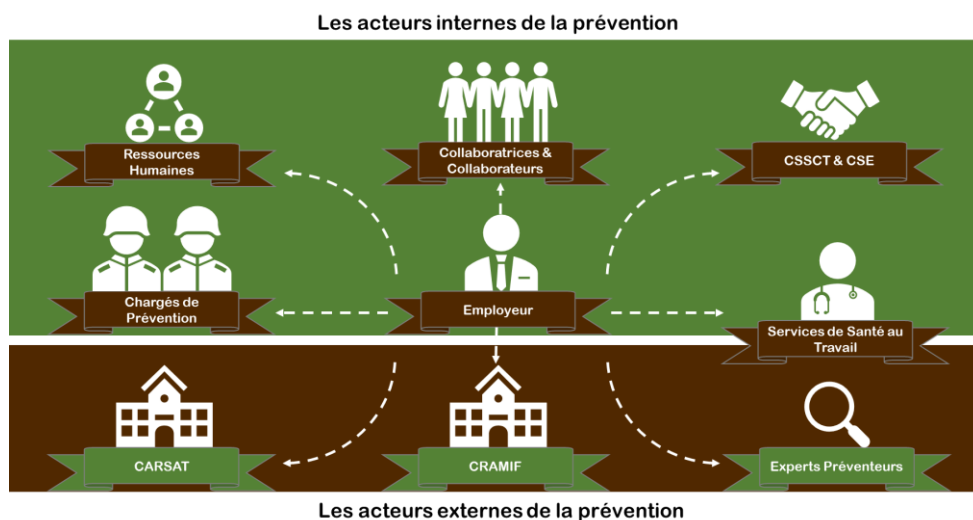 Les acteurs internes de la prévention
Ressources
Humaines
Collaboratrices &
Collaborateurs
CSSCT & CSE
Chargés de
Prévention
Employeur
Services de Santé au
Travail
CARSAT
CRAMIF
Experts Préventeurs
Les acteurs externes de la prévention